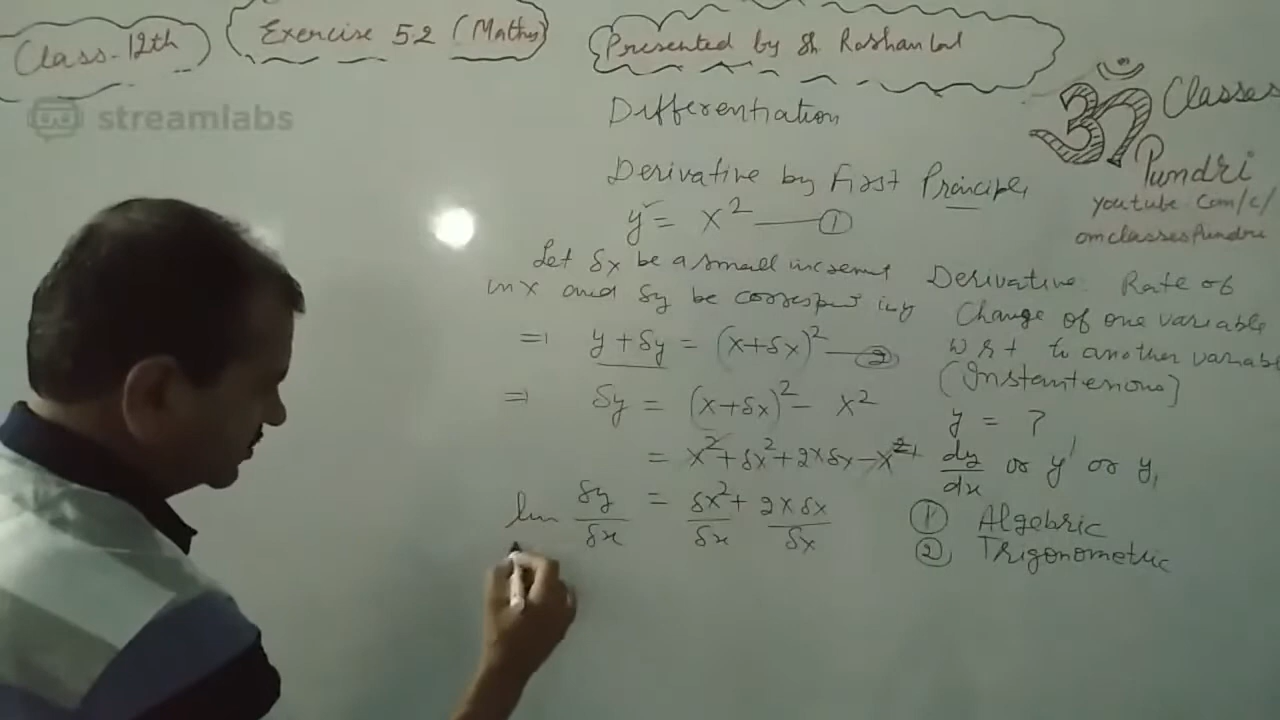 Class-12th
Exercise 5.2 (Maths)
Presented by Sh Roshan Lal
streamlabs
ॐ Classes
Pundri
youtube.com/c/
omclassesPundri
Differentiation
Derivative by First Principle
y = x² —— ①
Let δx be a small increment
in x and δy be
⇒ y + δy = (x+δx)² — ②
⇒ δy = (x+δx)² - x²
= x² + δx² + 2xδx - x²
lim δy/δx = δx²/δx + 2xδx/δx
Derivative: Rate of
Change of one variable
w r t to another variable
(Instantenous)
y = ?
dy/dx or y' or y₁
① Algebric
② Trigonometric